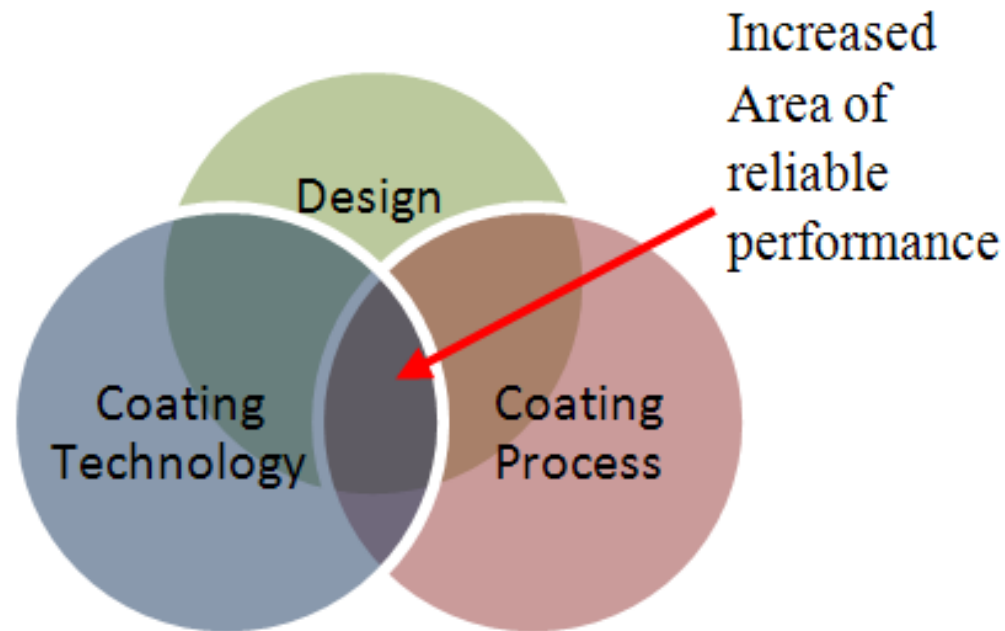 Increased
Area of
reliable
performance
Design
Coating
Technology
Coating
Process